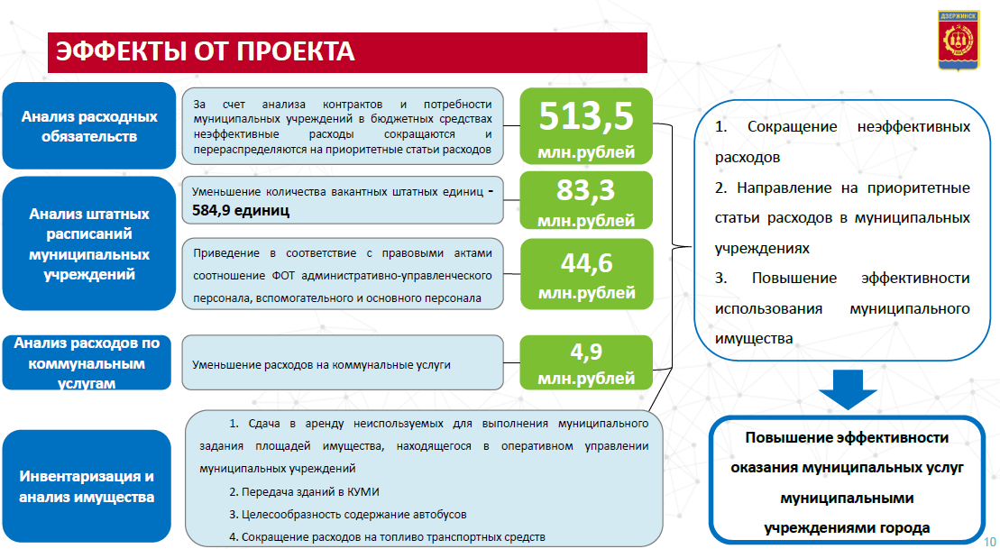 ДЗЕРЖИНСК
ЭФФЕКТЫ ОТ ПРОЕКТА
Анализ расходных
обязательств
За счет анализа контрактов и потребности
муниципальных учреждений в бюджетных средствах
неэффективные расходы сокращаются и
перераспределяются на приоритетные статьи расходов
513,5
млн.рублей
Анализ штатных
расписаний
муниципальных
учреждений
Уменьшение количества вакантных штатных единиц -
584,9 единиц
83,3
млн.рублей
Приведение в соответствие с правовыми актами
соотношение ФОТ административно-управленческого
персонала, вспомогательного и основного персонала
44,6
млн.рублей
Анализ расходов по
коммунальным
услугам
Уменьшение расходов на коммунальные услуги
4,9
млн.рублей
Инвентаризация и
анализ имущества
1. Сдача в аренду неиспользуемых для выполнения муниципального
задания площадей имущества, находящегося в оперативном управлении
муниципальных учреждений
2. Передача зданий в КУМИ
3. Целесообразность содержание автобусов
4. Сокращение расходов на топливо транспортных средств
1. Сокращение неэффективных
расходов
2. Направление на приоритетные
статьи расходов в муниципальных
учреждениях
3. Повышение эффективности
использования муниципального
имущества
Повышение эффективности
оказания муниципальных услуг
муниципальными
учреждениями города
10